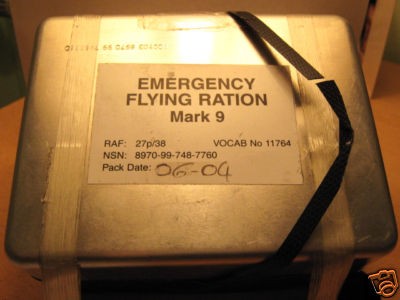 EMERGENCY
FLYING RATION
Mark 9
RAF: 27p/38 VOCAB No 11764
NSN: 8970-99-748-7760
Pack Date: 06-04
ebY